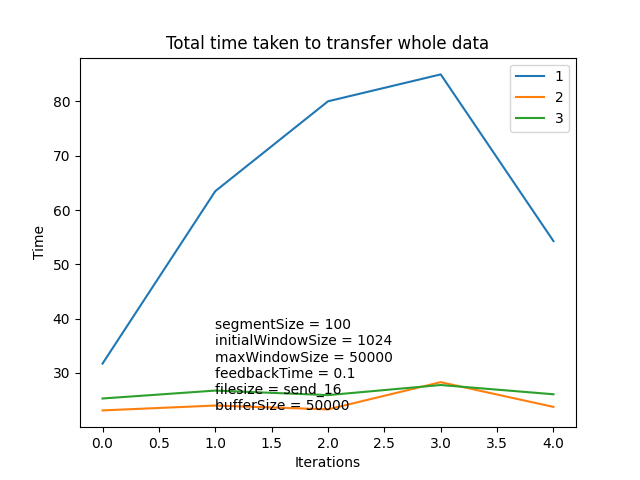 Total time taken to transfer whole data
1
2
3
80
70
60
50
40
30
Time
segmentSize = 100
initialWindowSize = 1024
maxWindowSize = 50000
feedbackTime = 0.1
filesize = send_16
bufferSize = 50000
0.0 0.5 1.0 1.5 2.0 2.5 3.0 3.5 4.0
Iterations